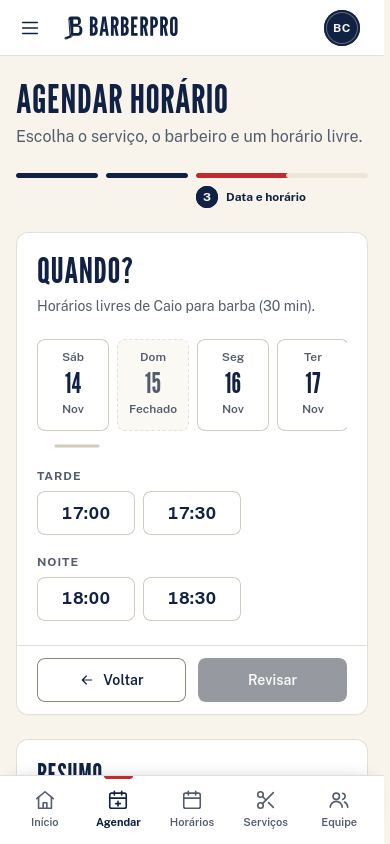 BARBERPRO
BC
AGENDAR HORÁRIO
Escolha o serviço, o barbeiro e um horário livre.
3 Data e horário
QUANDO?
Horários livres de Caio para barba (30 min).
Sáb Dom Seg Ter
14 15 16 17
Nov Fechado Nov Nov
TARDE
17:00 17:30
NOITE
18:00 18:30
← Voltar Revisar
RESUMO
Início Agendar Horários Serviços Equipe